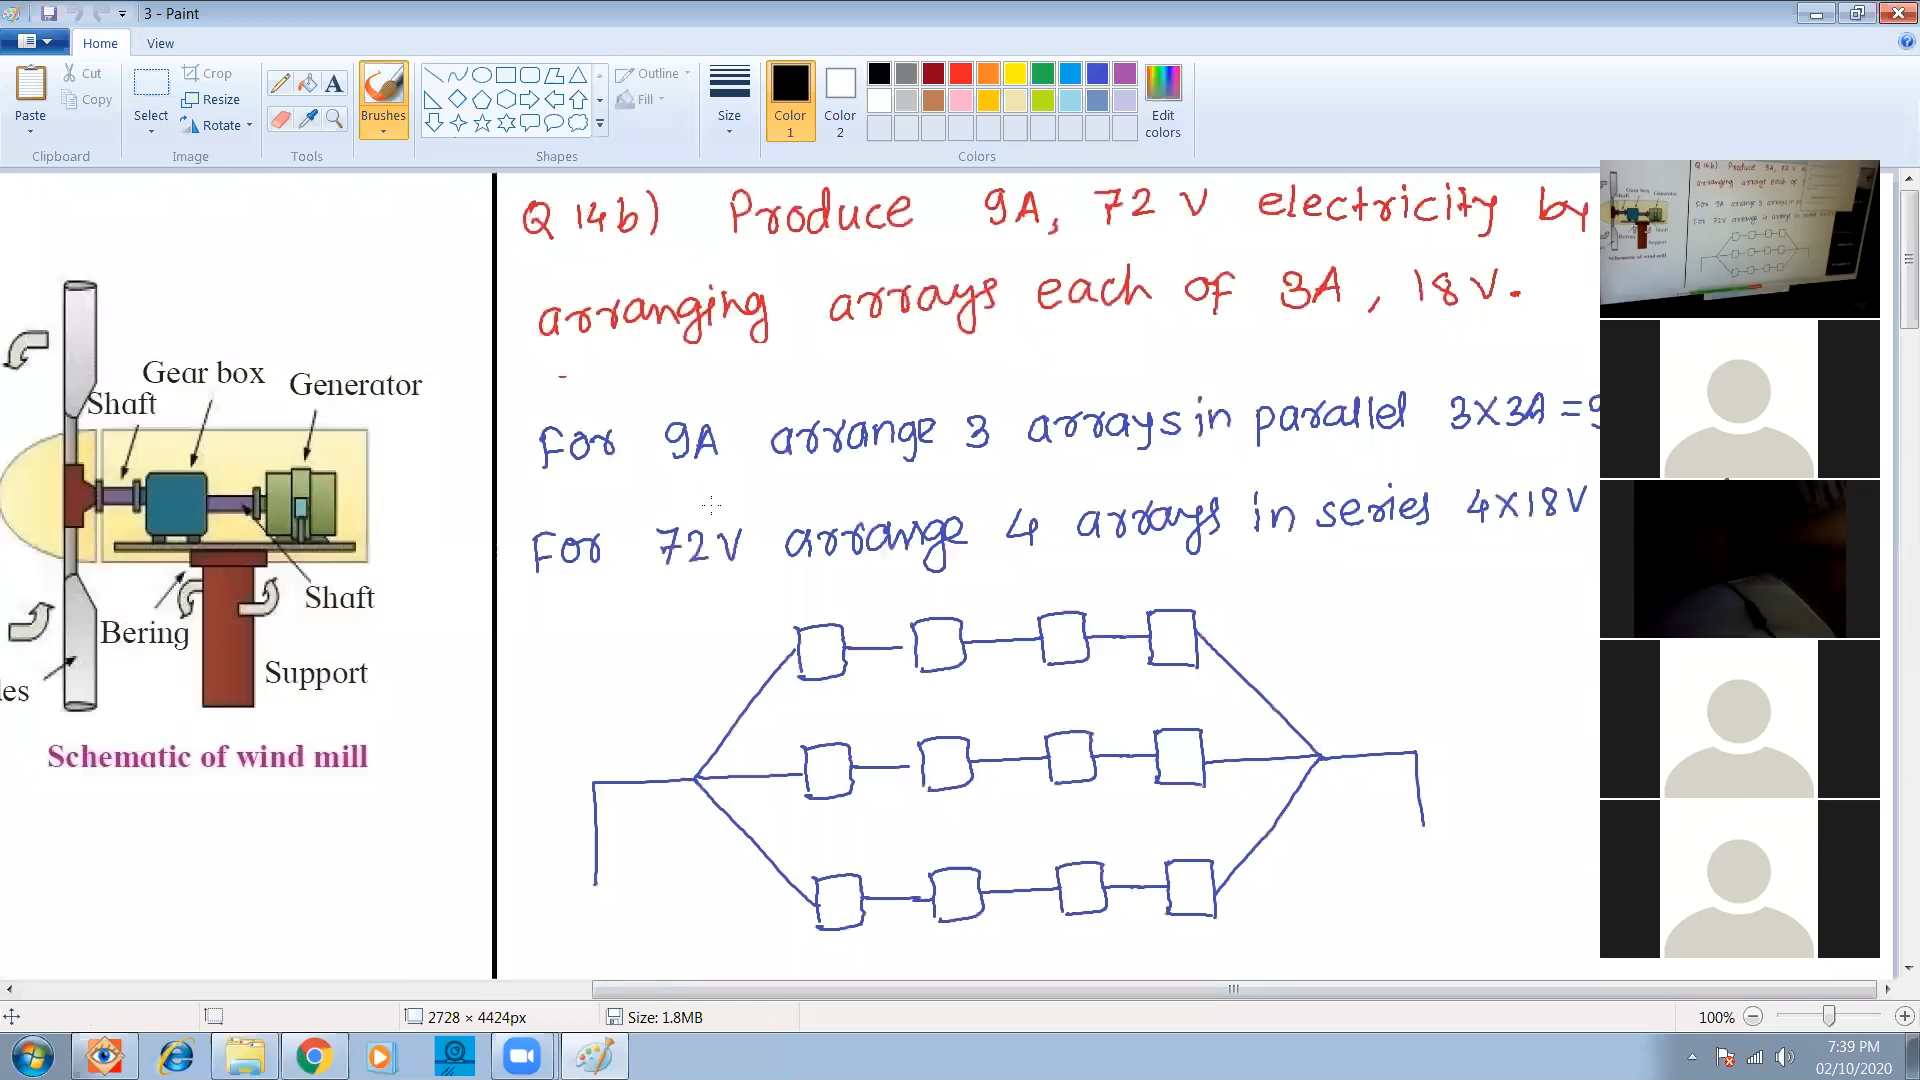 3 - Paint
Home
View
Paste
Cut
Copy
Clipboard
Select
Crop
Resize
Rotate
Image
Tools
Brushes
Shapes
Outline
Fill
Size
Color 1
Color 2
Edit colors
Colors
Gear box
Generator
Shaft
Shaft
Bering
Support
les
Schematic of wind mill
Q 14b) Produce 9A, 72 V electricity by
arranging arrays each of 3A, 18V.
For 9A arrange 3 arrays in parallel 3X3A =9
For 72V arrange 4 arrays in series 4X18V
2728 × 4424px
Size: 1.8MB
100%
7:39 PM
02/10/2020